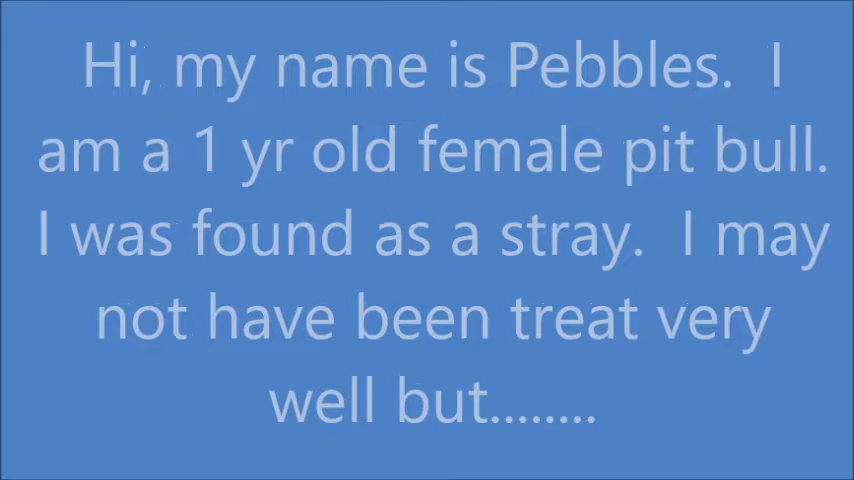 Hi, my name is Pebbles.  I
am a 1 yr old female pit bull.
I was found as a stray.  I may
not have been treat very
well but........